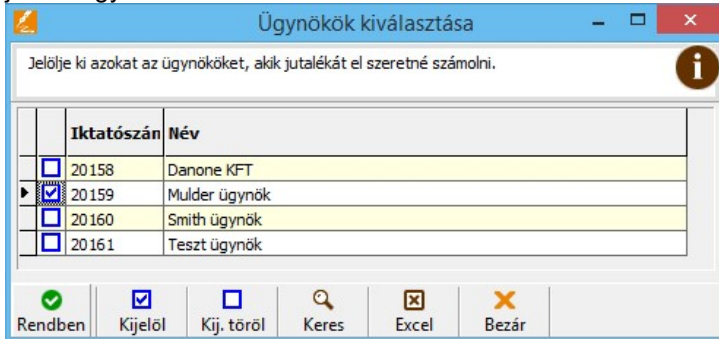 Ügynökök kiválasztása
Jelölje ki azokat az ügynököket, akik jutalékát el szeretné számolni.
Iktatószán Név
20158 Danone KFT
20159 Mulder ügynök
20160 Smith ügynök
20161 Teszt ügynök
Rendben Kijelöl Kij. töröl Keres Excel Bezár